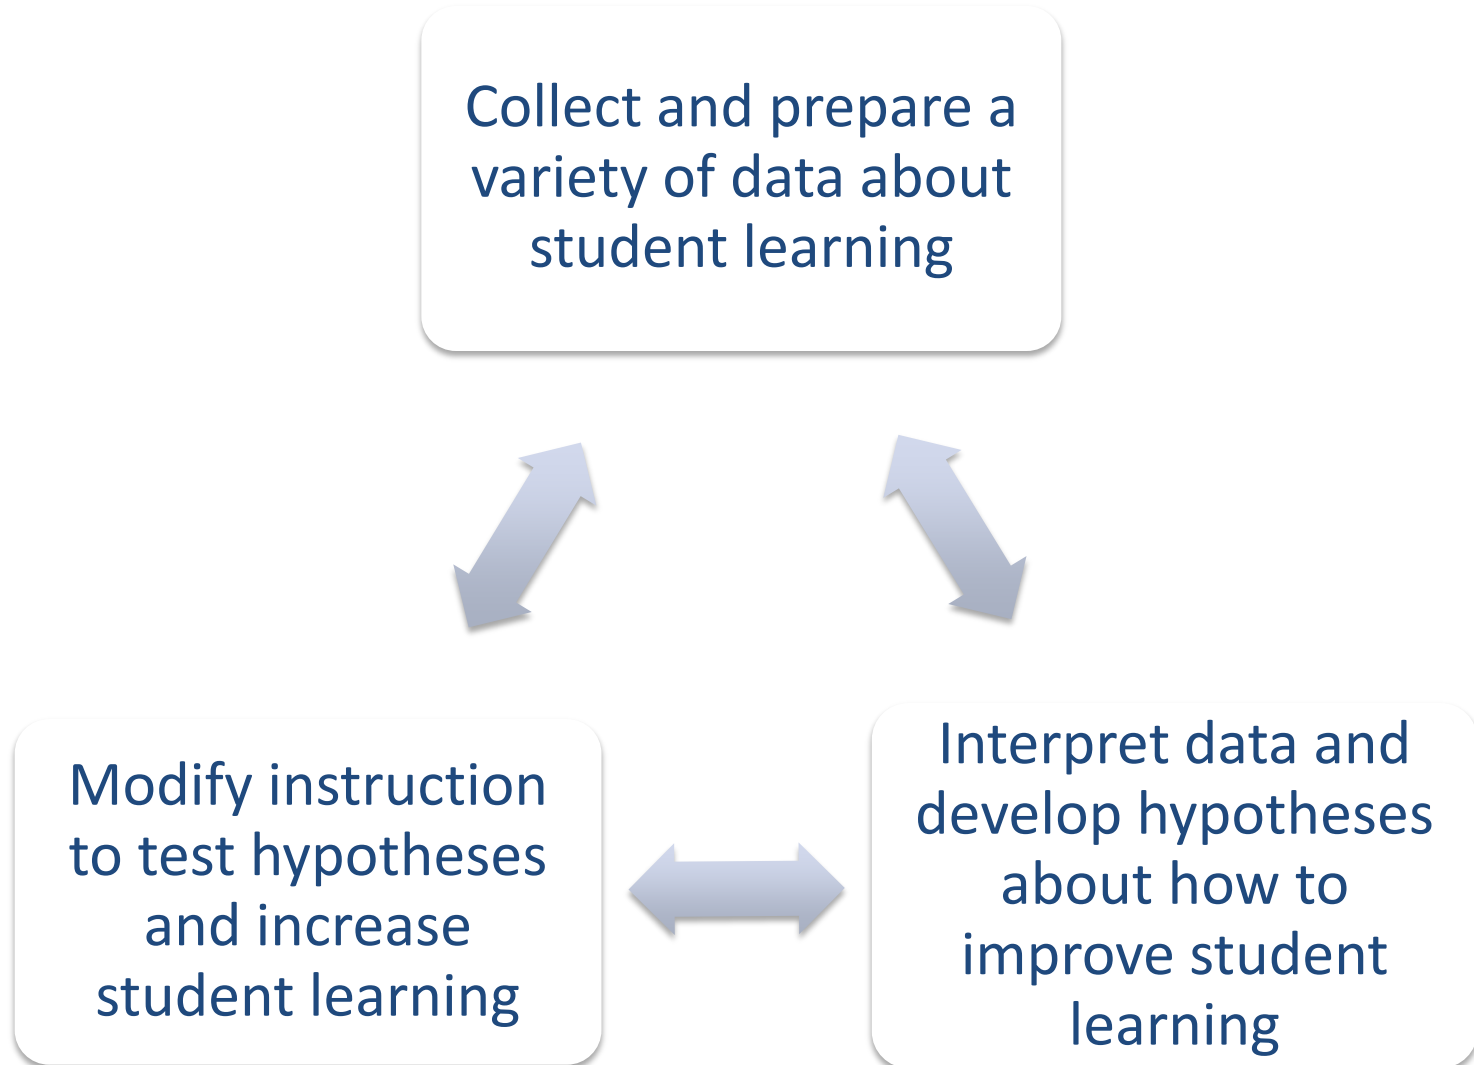 Collect and prepare a
variety of data about
student learning
Modify instruction
to test hypotheses
and increase
student learning
Interpret data and
develop hypotheses
about how to
improve student
learning